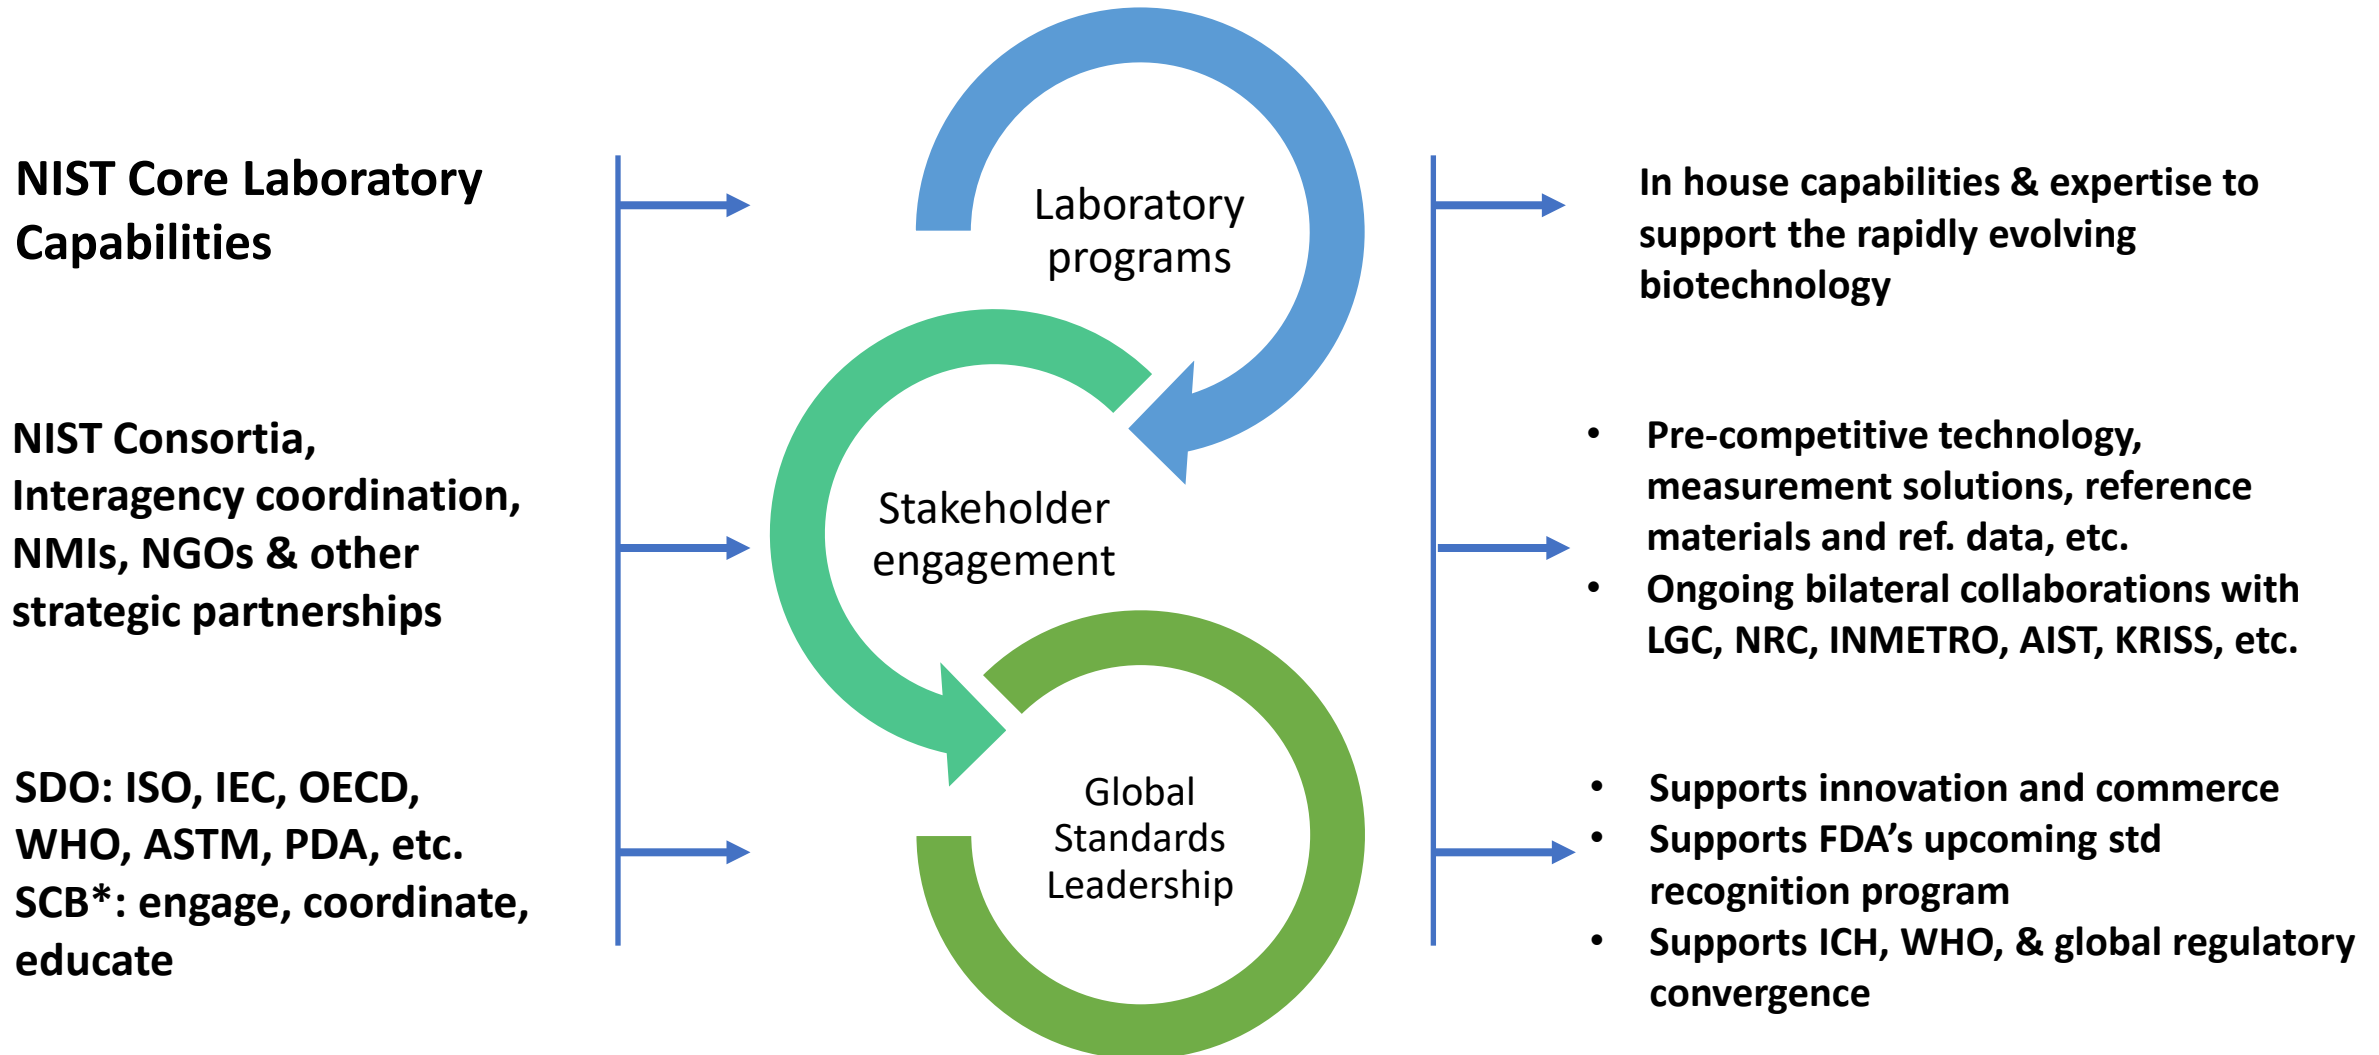 NIST Core Laboratory
Capabilities
Laboratory
programs
In house capabilities & expertise to
support the rapidly evolving
biotechnology
NIST Consortia,
Interagency coordination,
NMIs, NGOs & other
strategic partnerships
Stakeholder
engagement
• Pre-competitive technology,
measurement solutions, reference
materials and ref. data, etc.
• Ongoing bilateral collaborations with
LGC, NRC, INMETRO, AIST, KRISS, etc.
SDO: ISO, IEC, OECD,
WHO, ASTM, PDA, etc.
SCB*: engage, coordinate,
educate
Global
Standards
Leadership
• Supports innovation and commerce
• Supports FDA’s upcoming std
recognition program
• Supports ICH, WHO, & global regulatory
convergence